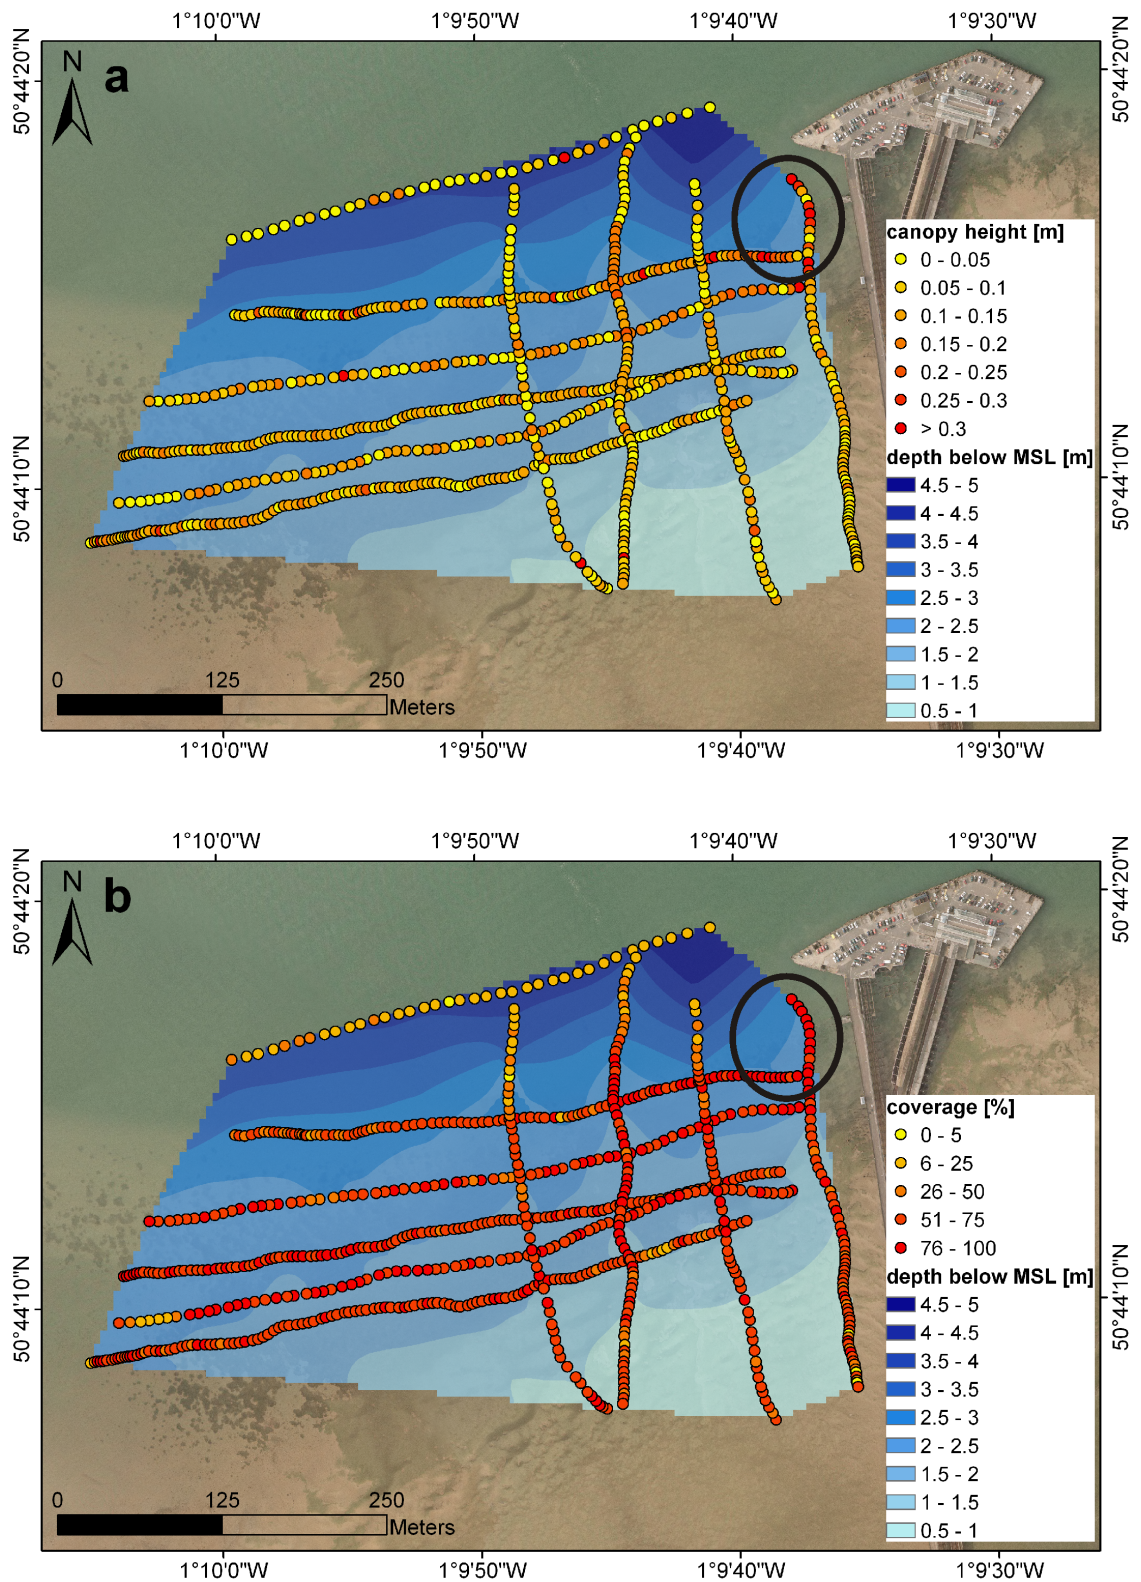 1°10'0"W 1°9'50"W 1°9'40"W 1°9'30"W
50°44'20"N
50°44'20"N
N
a
canopy height [m]
0 - 0.05
0.05 - 0.1
0.1 - 0.15
0.15 - 0.2
0.2 - 0.25
0.25 - 0.3
> 0.3
depth below MSL [m]
4.5 - 5
4 - 4.5
3.5 - 4
3 - 3.5
2.5 - 3
2 - 2.5
1.5 - 2
1 - 1.5
0.5 - 1
50°44'10"N
50°44'10"N
0 125 250
Meters
1°10'0"W 1°9'50"W 1°9'40"W 1°9'30"W
1°10'0"W 1°9'50"W 1°9'40"W 1°9'30"W
50°44'20"N
50°44'20"N
N
b
coverage [%]
0 - 5
6 - 25
26 - 50
51 - 75
76 - 100
depth below MSL [m]
4.5 - 5
4 - 4.5
3.5 - 4
3 - 3.5
2.5 - 3
2 - 2.5
1.5 - 2
1 - 1.5
0.5 - 1
50°44'10"N
50°44'10"N
0 125 250
Meters
1°10'0"W 1°9'50"W 1°9'40"W 1°9'30"W